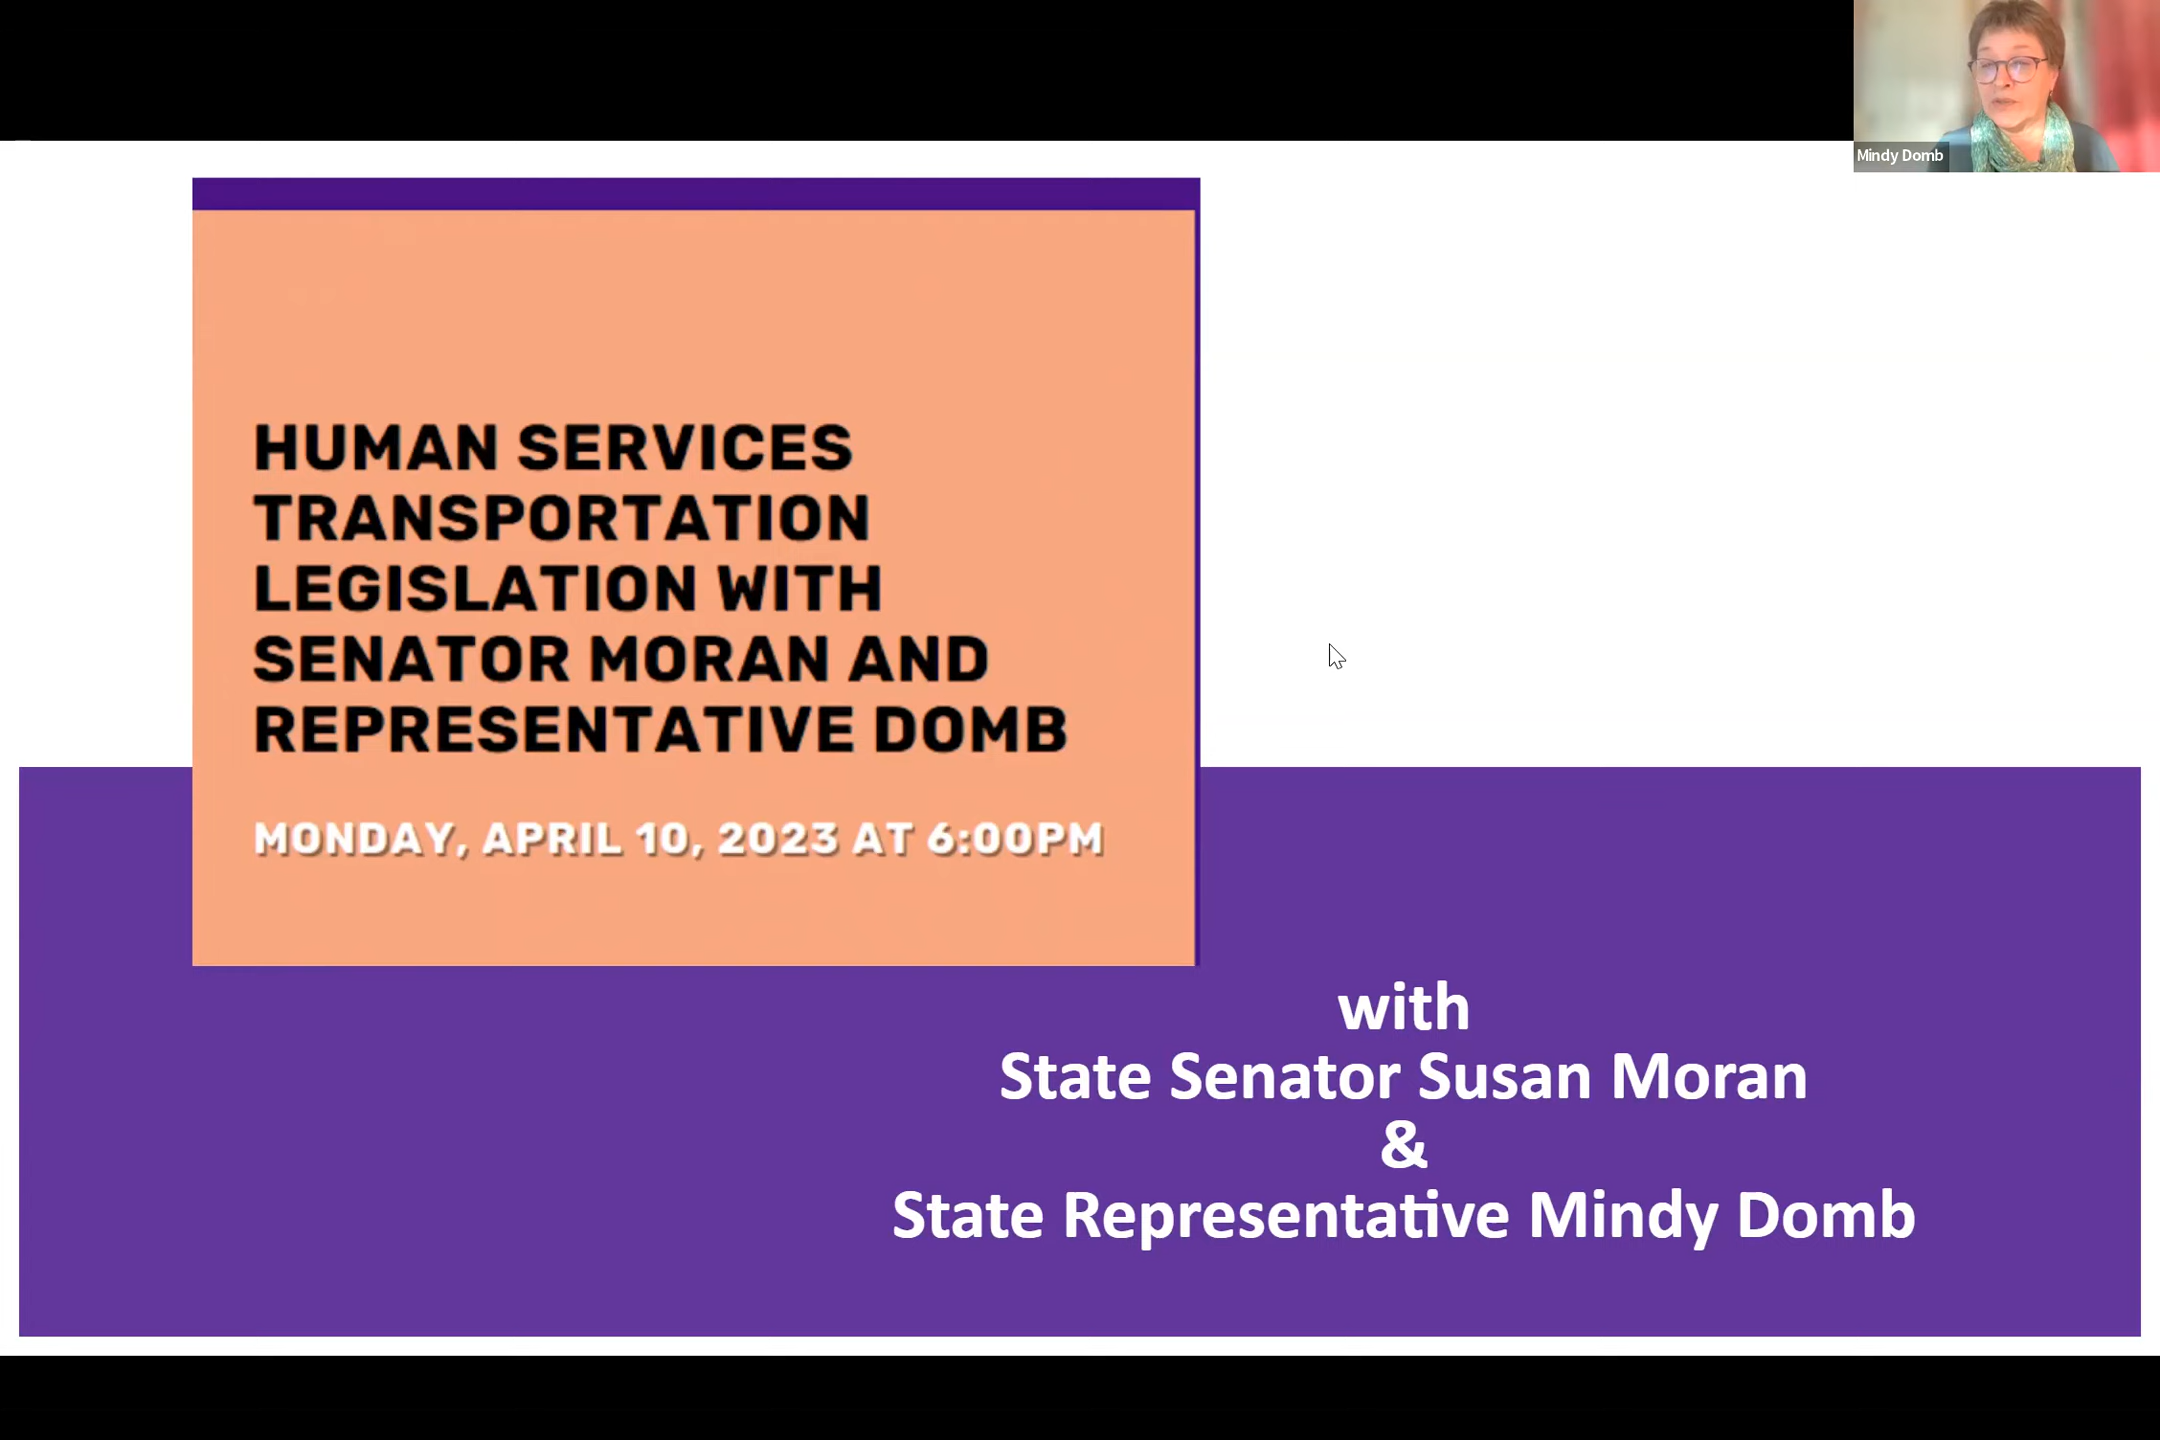 Mindy Domb
HUMAN SERVICES
TRANSPORTATION
LEGISLATION WITH
SENATOR MORAN AND
REPRESENTATIVE DOMB
MONDAY, APRIL 10, 2023 AT 6:00PM
with
State Senator Susan Moran
&
State Representative Mindy Domb